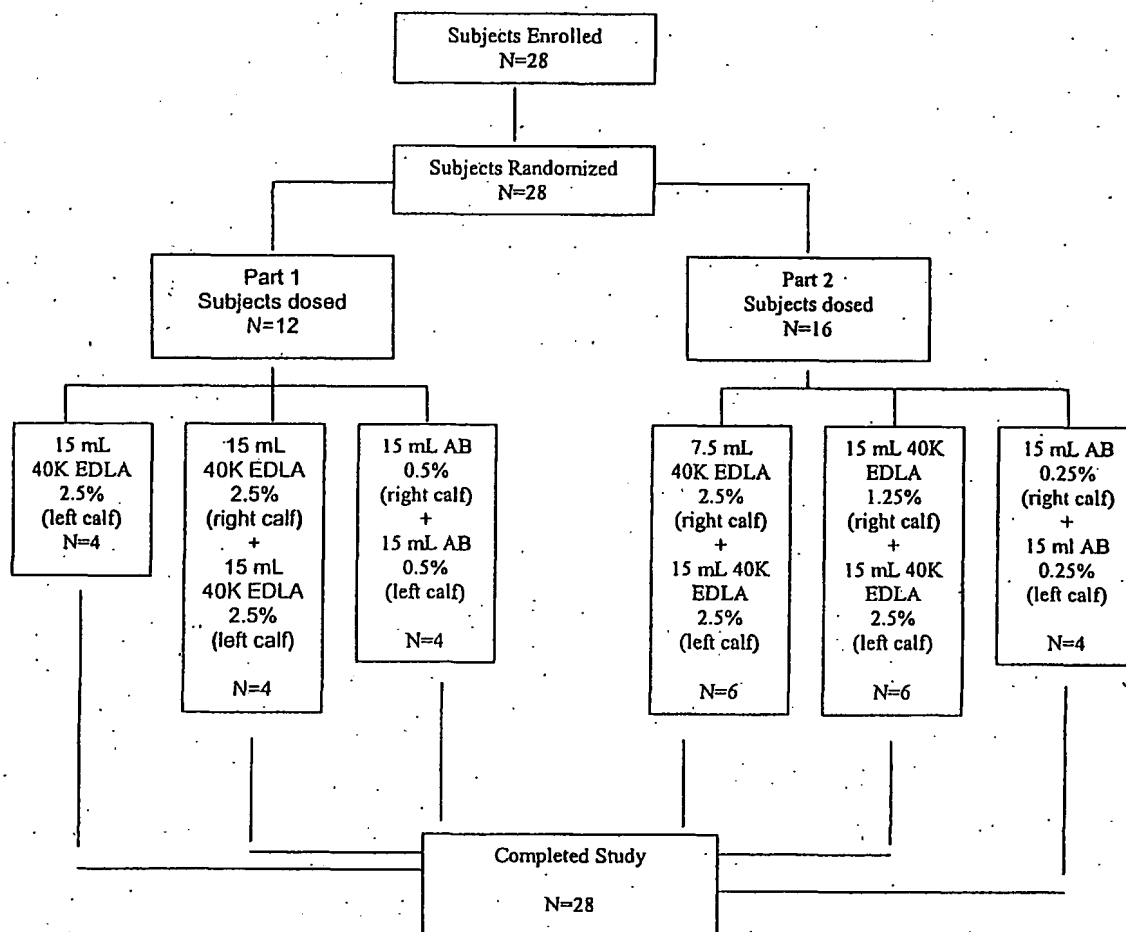 Subjects Enrolled
N=28
Subjects Randomized
N=28
Part 1
Subjects dosed
N=12
Part 2
Subjects dosed
N=16
15 mL
40K EDLA
2.5%
(left calf)
N=4
15 mL
40K EDLA
2.5%
(right calf)
+
15 mL
40K EDLA
2.5%
(left calf)
N=4
15 mL AB
0.5%
(right calf)
+
15 mL AB
0.5%
(left calf)
N=4
7.5 mL
40K EDLA
2.5%
(right calf)
+
15 mL 40K
EDLA
2.5%
(left calf)
N=6
15 mL 40K
EDLA
1.25%
(right calf)
+
15 mL 40K
EDLA
2.5%
(left calf)
N=6
15 mL AB
0.25%
(right calf)
+
15 ml AB
0.25%
(left calf)
N=4
Completed Study
N=28